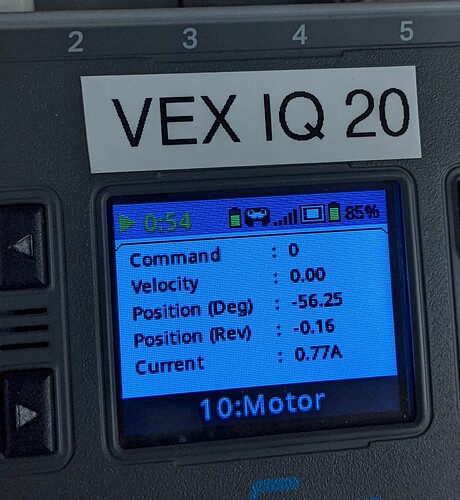 2 3 4 5
VEX IQ 20
0:54 85%
Command : 0
Velocity : 0.00
Position (Deg) : -56.25
Position (Rev) : -0.16
Current : 0.77A
10:Motor